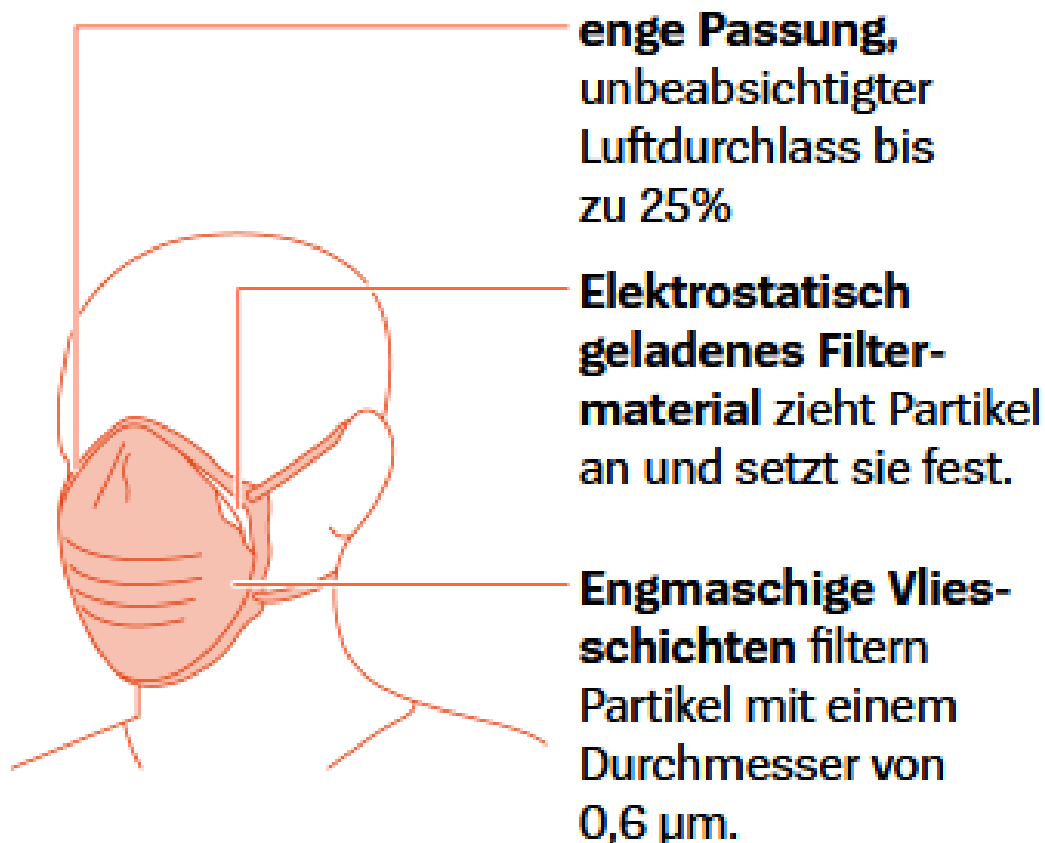 enge Passung,
unbeabsichtigter
Luftdurchlass bis
zu 25%
Elektrostatisch
geladenes Filter-
material zieht Partikel
an und setzt sie fest.
Engmaschige Vlies-
schichten filtern
Partikel mit einem
Durchmesser von
0,6 µm.